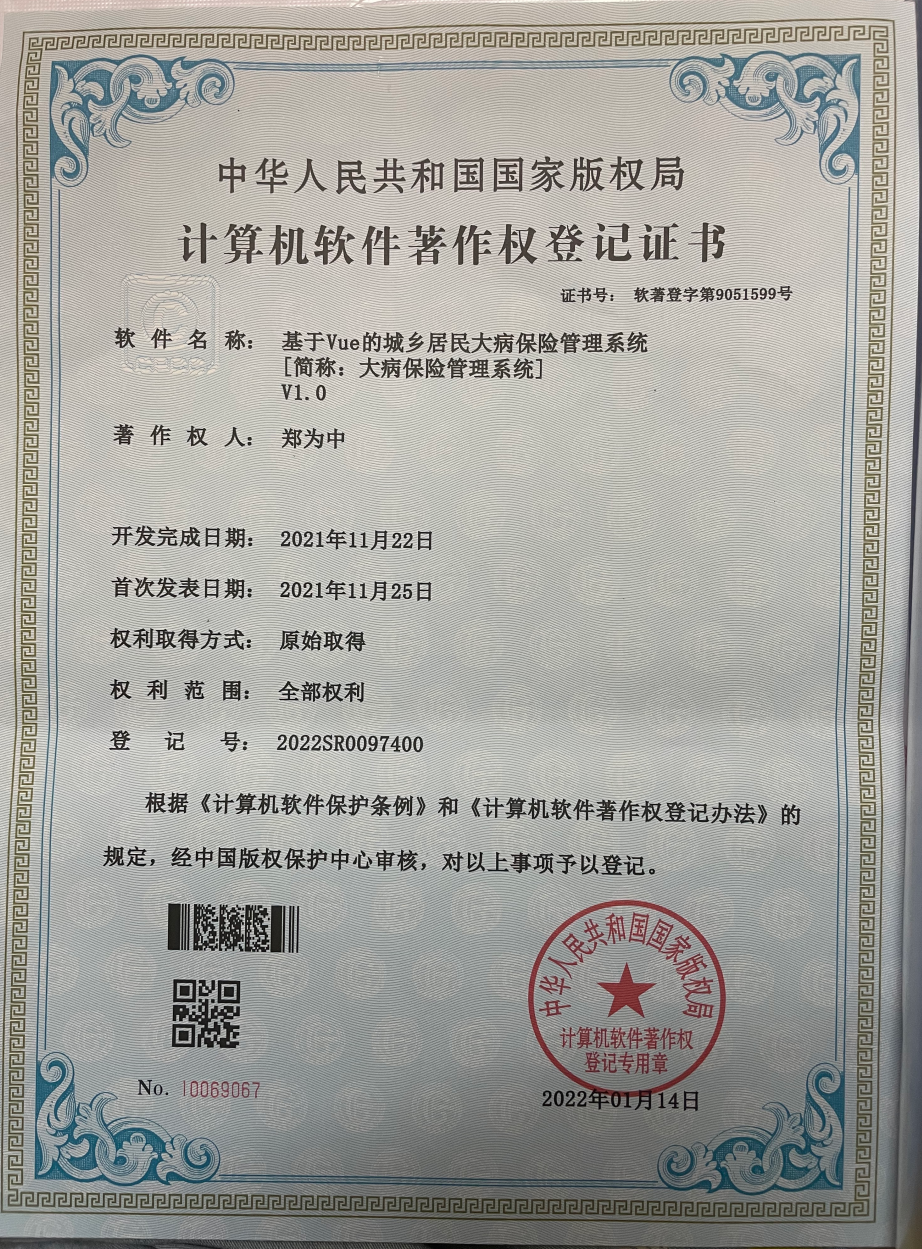 中华人民共和国国家版权局
计算机软件著作权登记证书
证书号： 软著登字第9051599号
软件名称： 基于Vue的城乡居民大病保险管理系统
[简称：大病保险管理系统]
V1.0
著作权人： 郑为中
开发完成日期： 2021年11月22日
首次发表日期： 2021年11月25日
权利取得方式： 原始取得
权利范围： 全部权利
登记号： 2022SR0097400
根据《计算机软件保护条例》和《计算机软件著作权登记办法》的
规定，经中国版权保护中心审核，对以上事项予以登记。
中华人民共和国国家版权局
计算机软件著作权
登记专用章
No. 10069067
2022年01月14日